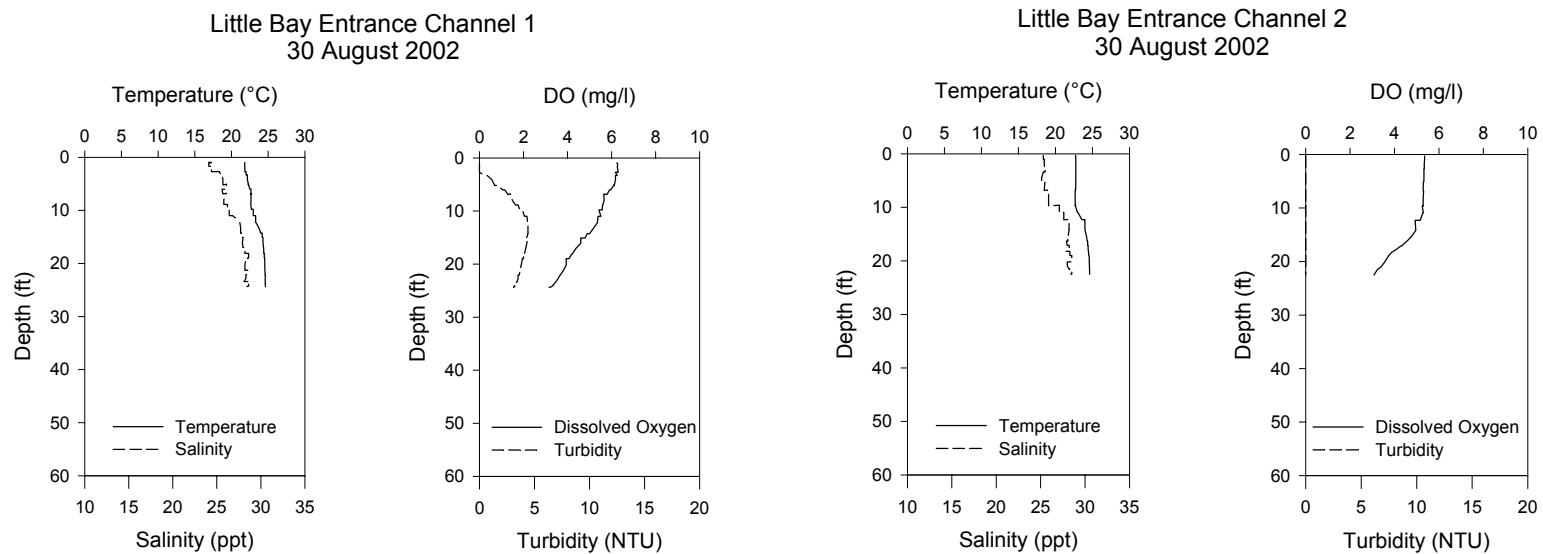 Little Bay Entrance Channel 1
30 August 2002
Temperature (°C)
0 5 10 15 20 25 30
0
10
20
30
40
50
60
Depth (ft)
Temperature
Salinity
10 15 20 25 30 35
Salinity (ppt)
DO (mg/l)
0 2 4 6 8 10
0
10
20
30
40
50
60
Depth (ft)
Dissolved Oxygen
Turbidity
0 5 10 15 20
Turbidity (NTU)
Little Bay Entrance Channel 2
30 August 2002
Temperature (°C)
0 5 10 15 20 25 30
0
10
20
30
40
50
60
Depth (ft)
Temperature
Salinity
10 15 20 25 30 35
Salinity (ppt)
DO (mg/l)
0 2 4 6 8 10
0
10
20
30
40
50
60
Depth (ft)
Dissolved Oxygen
Turbidity
0 5 10 15 20
Turbidity (NTU)